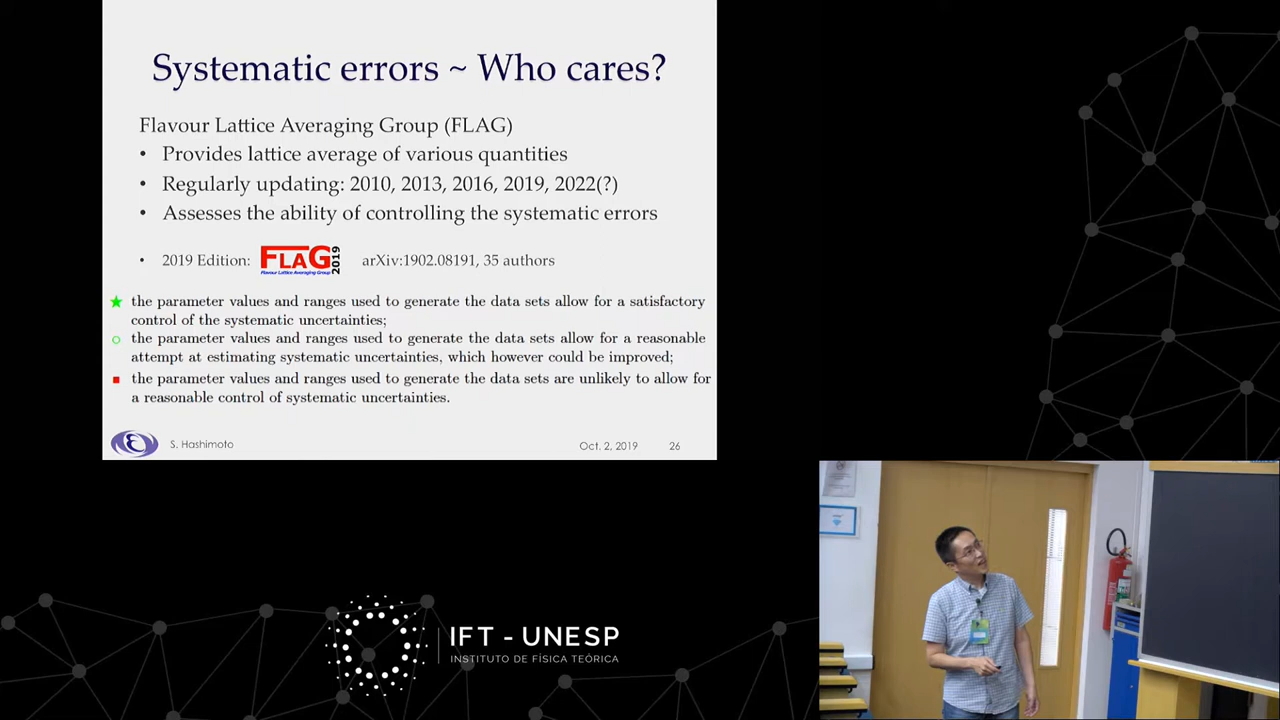 Systematic errors ~ Who cares?
Flavour Lattice Averaging Group (FLAG)
• Provides lattice average of various quantities
• Regularly updating: 2010, 2013, 2016, 2019, 2022(?)
• Assesses the ability of controlling the systematic errors
• 2019 Edition: FLAG 2019 arXiv:1902.08191, 35 authors
Flavour Lattice Averaging Group
★ the parameter values and ranges used to generate the data sets allow for a satisfactory
control of the systematic uncertainties;
○ the parameter values and ranges used to generate the data sets allow for a reasonable
attempt at estimating systematic uncertainties, which however could be improved;
■ the parameter values and ranges used to generate the data sets are unlikely to allow for
a reasonable control of systematic uncertainties.
S. Hashimoto Oct. 2, 2019 26
IFT - UNESP
INSTITUTO DE FÍSICA TEÓRICA